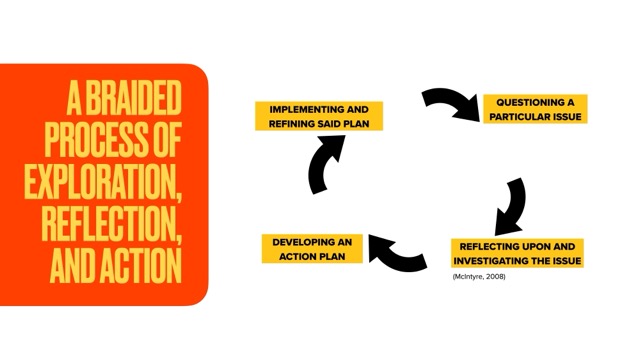 A BRAIDED
PROCESS OF
EXPLORATION,
REFLECTION,
AND ACTION
QUESTIONING A
PARTICULAR ISSUE
REFLECTING UPON AND
INVESTIGATING THE ISSUE
(McIntyre, 2008)
DEVELOPING AN
ACTION PLAN
IMPLEMENTING AND
REFINING SAID PLAN